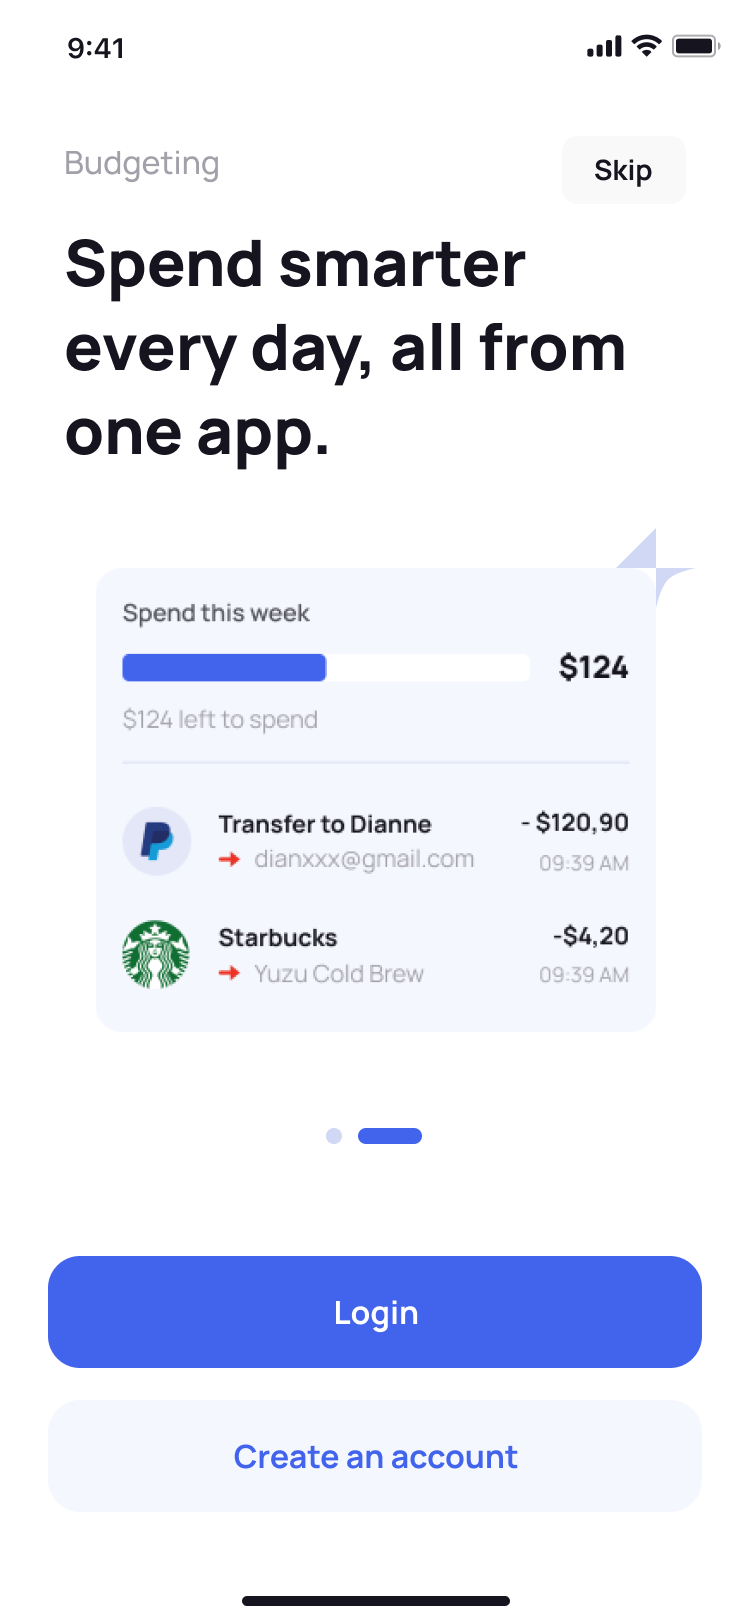 9:41
Budgeting
Skip
Spend smarter
every day, all from
one app.
Spend this week
$124
$124 left to spend
Transfer to Dianne
- $120,90
dianxxx@gmail.com
09:39 AM
Starbucks
-$4,20
Yuzu Cold Brew
09:39 AM
Login
Create an account